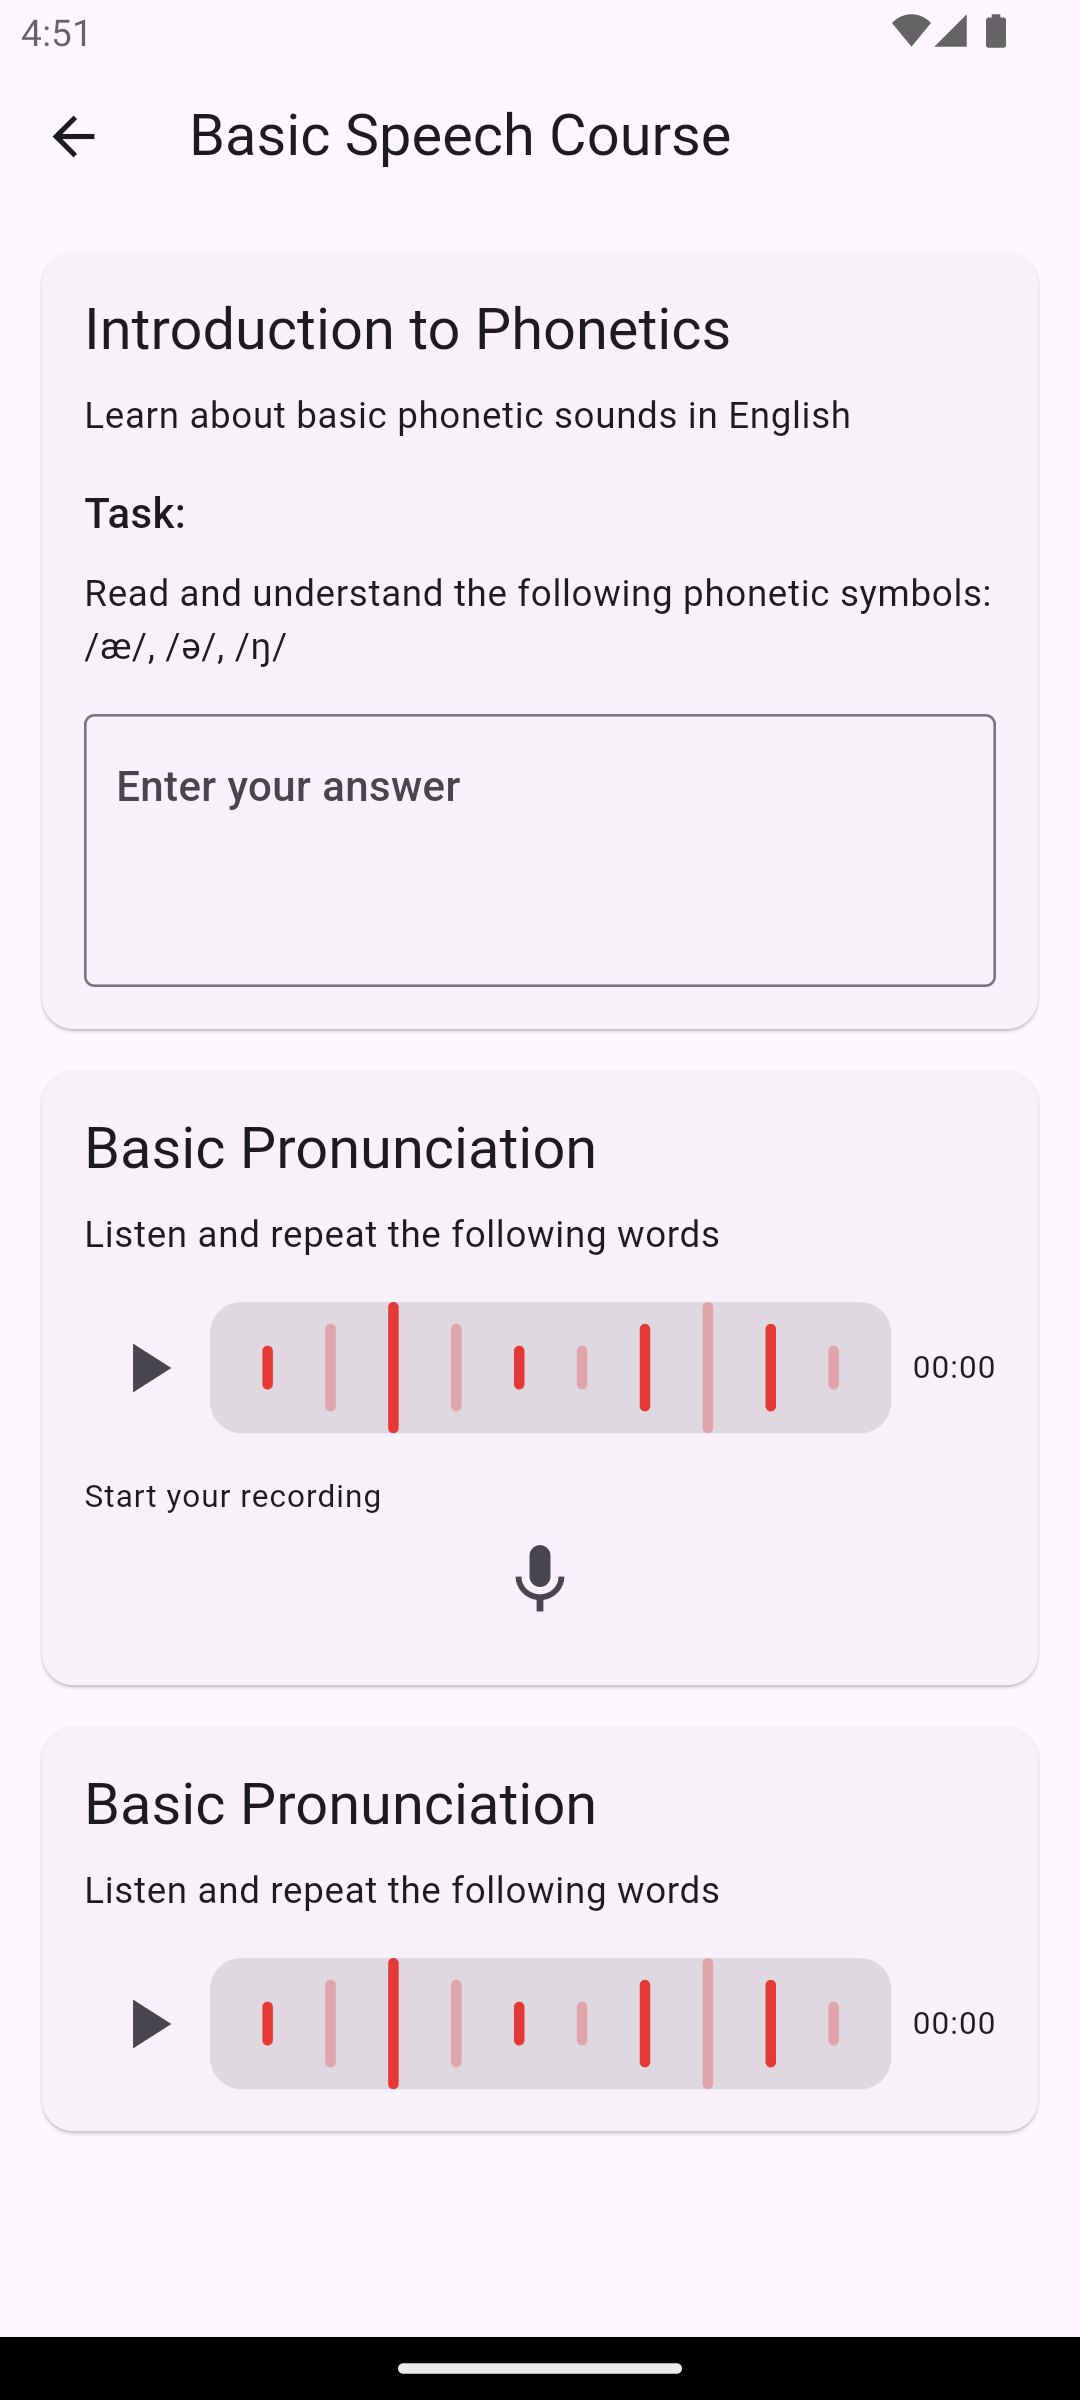 4:51
Basic Speech Course
Introduction to Phonetics
Learn about basic phonetic sounds in English
Task:
Read and understand the following phonetic symbols:
/æ/, /ə/, /ŋ/
Enter your answer
Basic Pronunciation
Listen and repeat the following words
00:00
Start your recording
Basic Pronunciation
Listen and repeat the following words
00:00